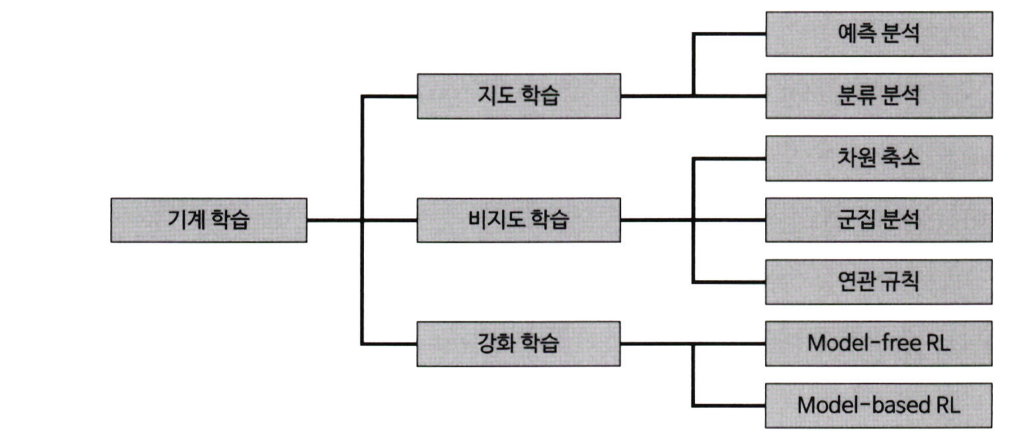 예측 분석
지도 학습
분류 분석
차원 축소
기계 학습
비지도 학습
군집 분석
연관 규칙
강화 학습
Model-free RL
Model-based RL